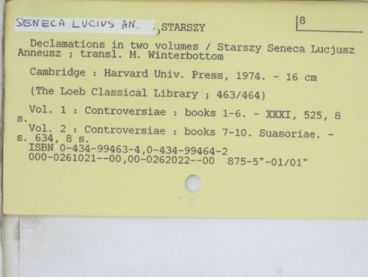 SENECA LUCIUS AN. ,STARSZY
8
Declamations in two volumes / Starszy Seneca Lucjusz
Anneusz ; transl. M. Winterbottom
Cambridge : Harvard Univ. Press, 1974. - 16 cm
(The Loeb Classical Library ; 463/464)
Vol. 1 : Controversiae : books 1-6. - XXXI, 525, 8
s.
Vol. 2 : Controversiae : books 7-10. Suasoriae. -
s. 634, 8 s.
ISBN 0-434-99463-4,0-434-99464-2
000-0261021--00,00-0262022--00 875-5"-01/01"